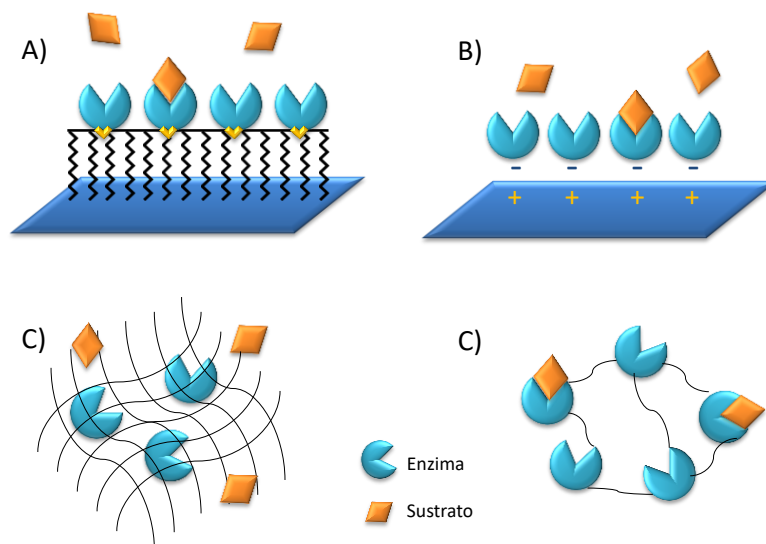 A)
B)
- - - -
+ + + +
C)
C)
Enzima
Sustrato